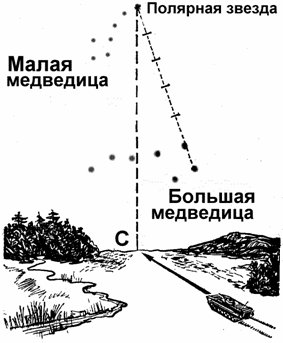 Полярная звезда
Малая
медведица
Большая
медведица
С